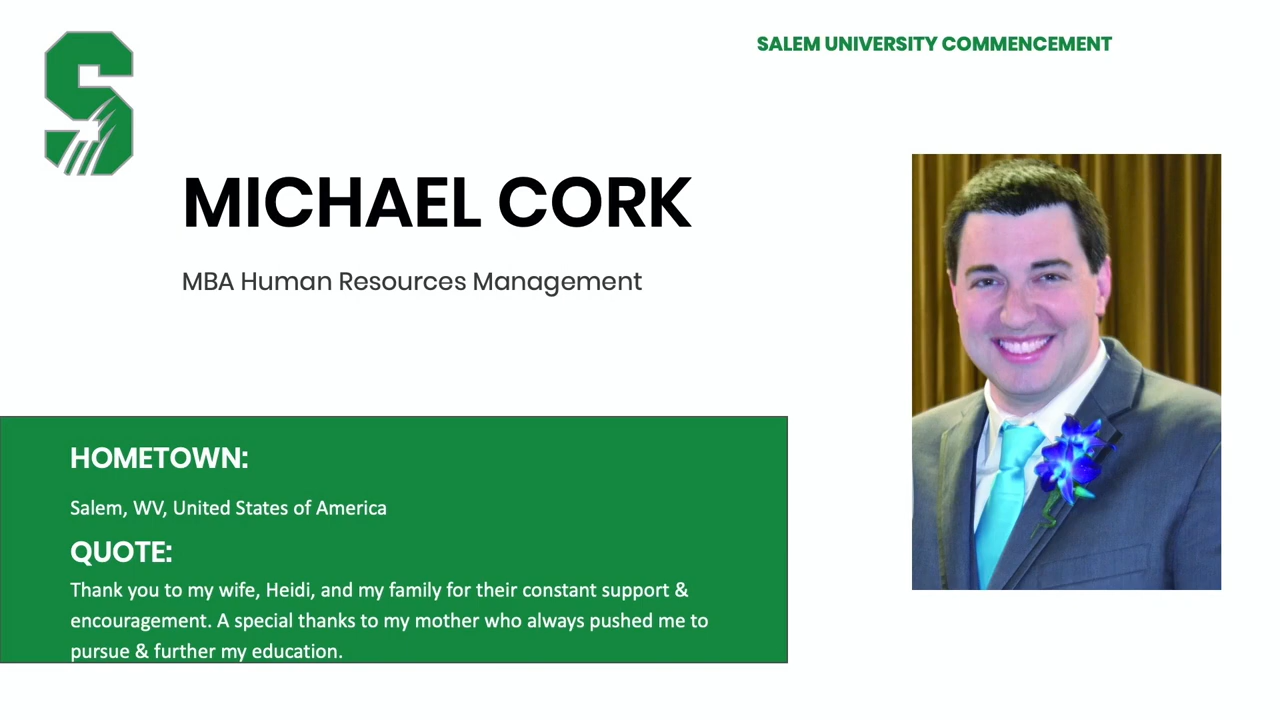 SALEM UNIVERSITY COMMENCEMENT
S
MICHAEL CORK
MBA Human Resources Management
HOMETOWN:
Salem, WV, United States of America
QUOTE:
Thank you to my wife, Heidi, and my family for their constant support &
encouragement. A special thanks to my mother who always pushed me to
pursue & further my education.